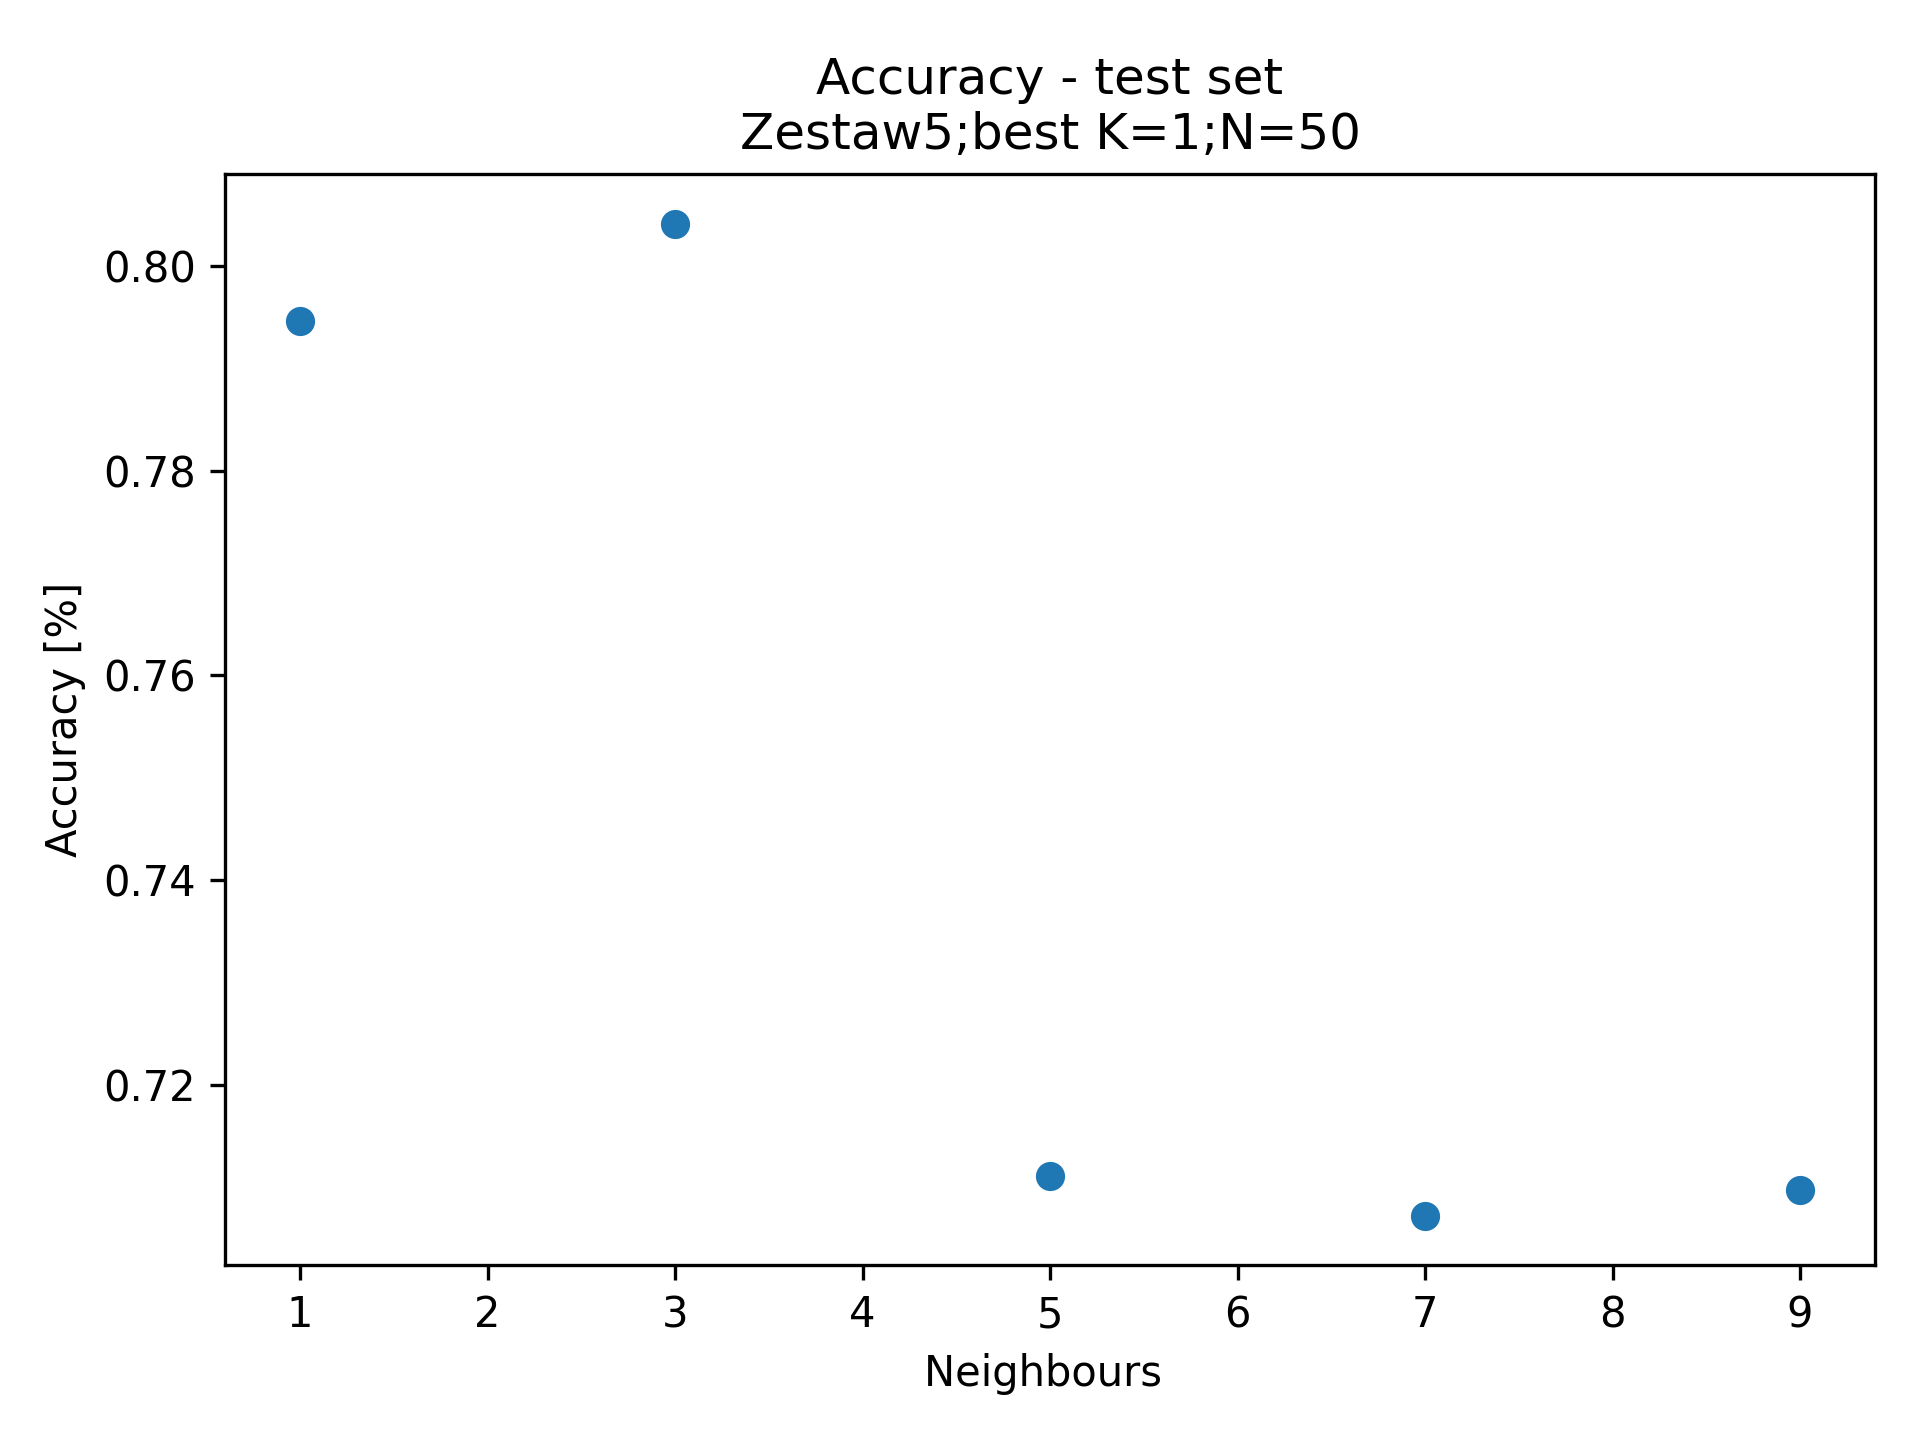 Accuracy - test set
Zestaw5;best K=1;N=50
0.80
0.78
0.76
0.74
0.72
Accuracy [%]
1 2 3 4 5 6 7 8 9
Neighbours